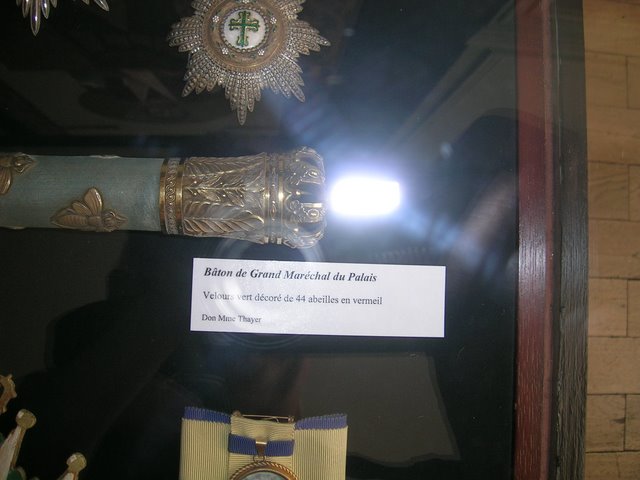 Bâton de Grand Maréchal du Palais
Velours vert décoré de 44 abeilles en vermeil
Don Mme Thayer